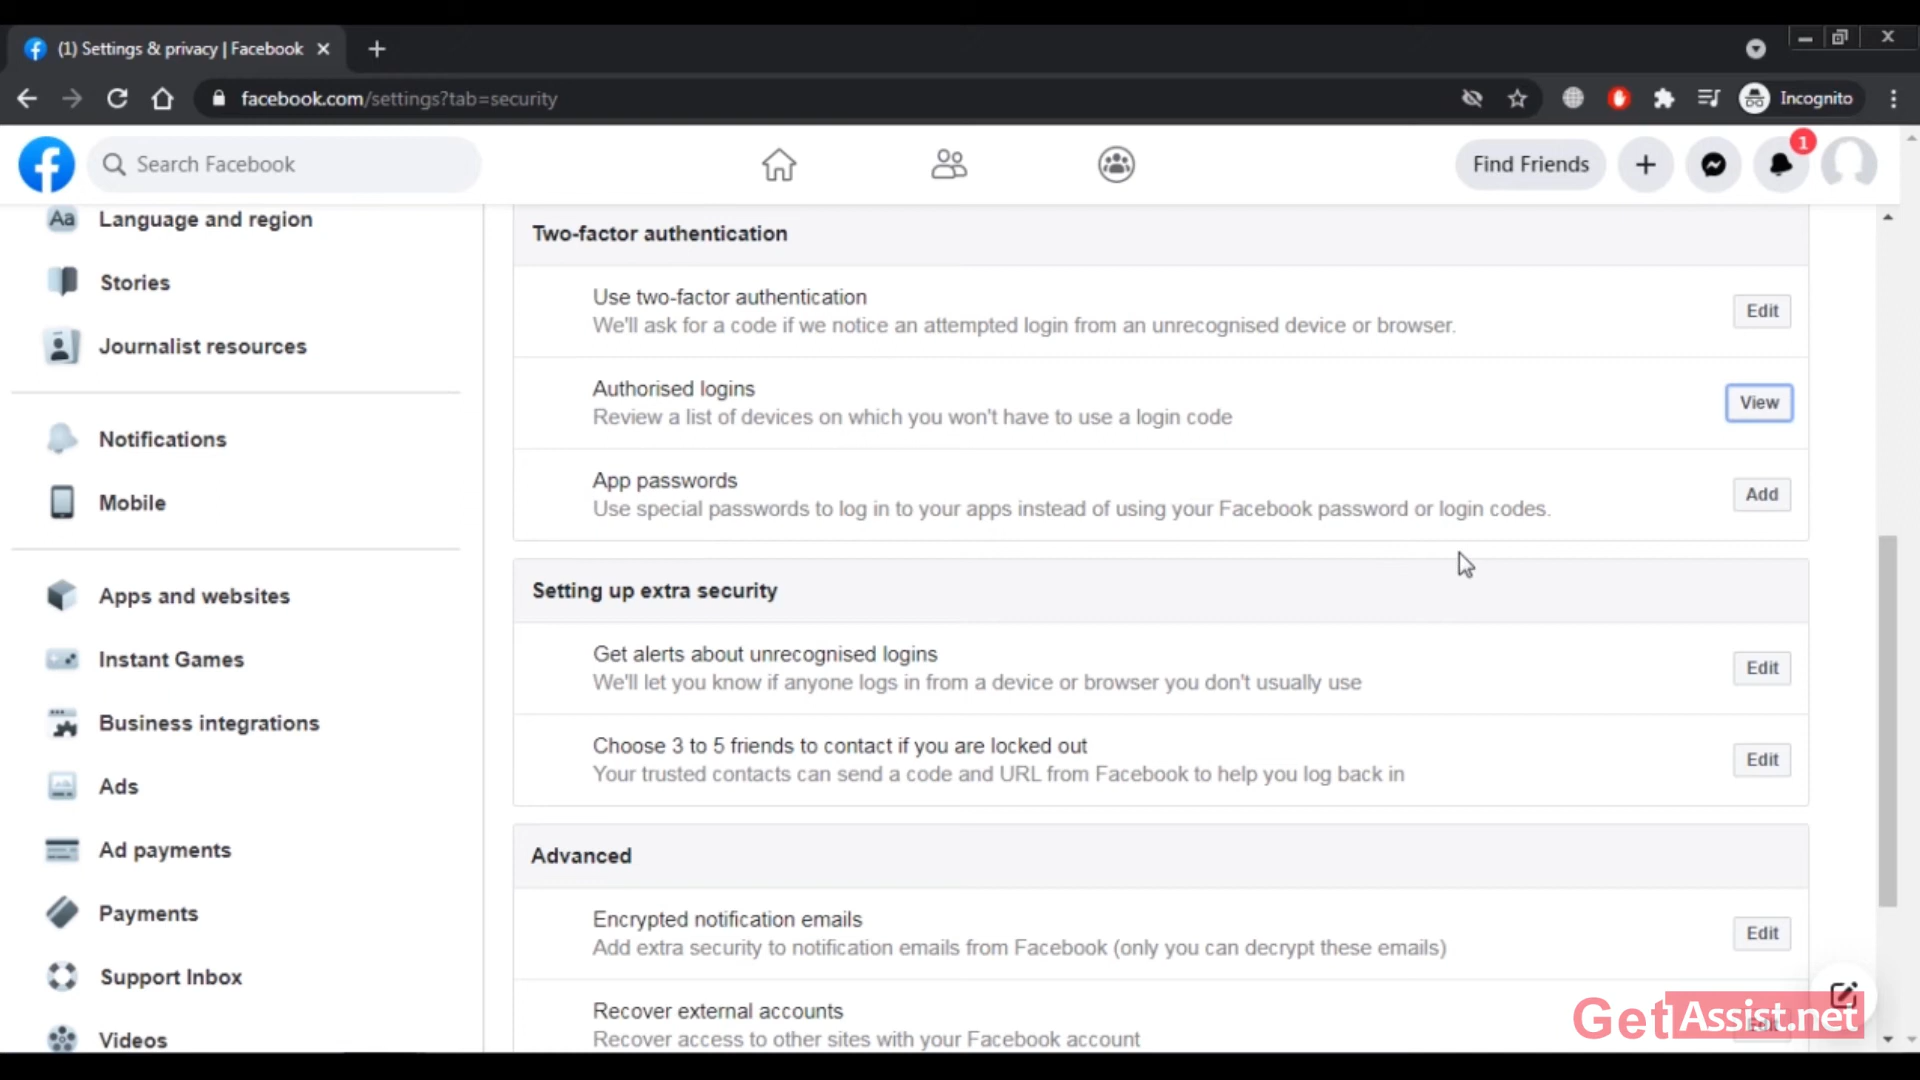 (1) Settings & privacy | Facebook
facebook.com/settings?tab=security
Incognito
Search Facebook
Find Friends
1
Aa Language and region
Stories
Journalist resources
Notifications
Mobile
Apps and websites
Instant Games
Business integrations
Ads
Ad payments
Payments
Support Inbox
Videos
Two-factor authentication
Use two-factor authentication
We'll ask for a code if we notice an attempted login from an unrecognised device or browser.
Edit
Authorised logins
Review a list of devices on which you won't have to use a login code
View
App passwords
Use special passwords to log in to your apps instead of using your Facebook password or login codes.
Add
Setting up extra security
Get alerts about unrecognised logins
We'll let you know if anyone logs in from a device or browser you don't usually use
Edit
Choose 3 to 5 friends to contact if you are locked out
Your trusted contacts can send a code and URL from Facebook to help you log back in
Edit
Advanced
Encrypted notification emails
Add extra security to notification emails from Facebook (only you can decrypt these emails)
Edit
Recover external accounts
Recover access to other sites with your Facebook account
GetAssist.net